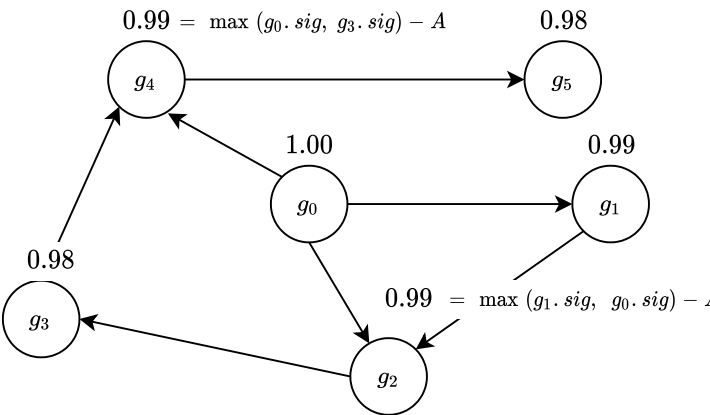 0.99 = max (g₀.sig, g₃.sig) − A
0.98
g₄
g₅
1.00
0.99
g₀
g₁
0.98
0.99 = max (g₁.sig, g₀.sig) −
g₃
g₂